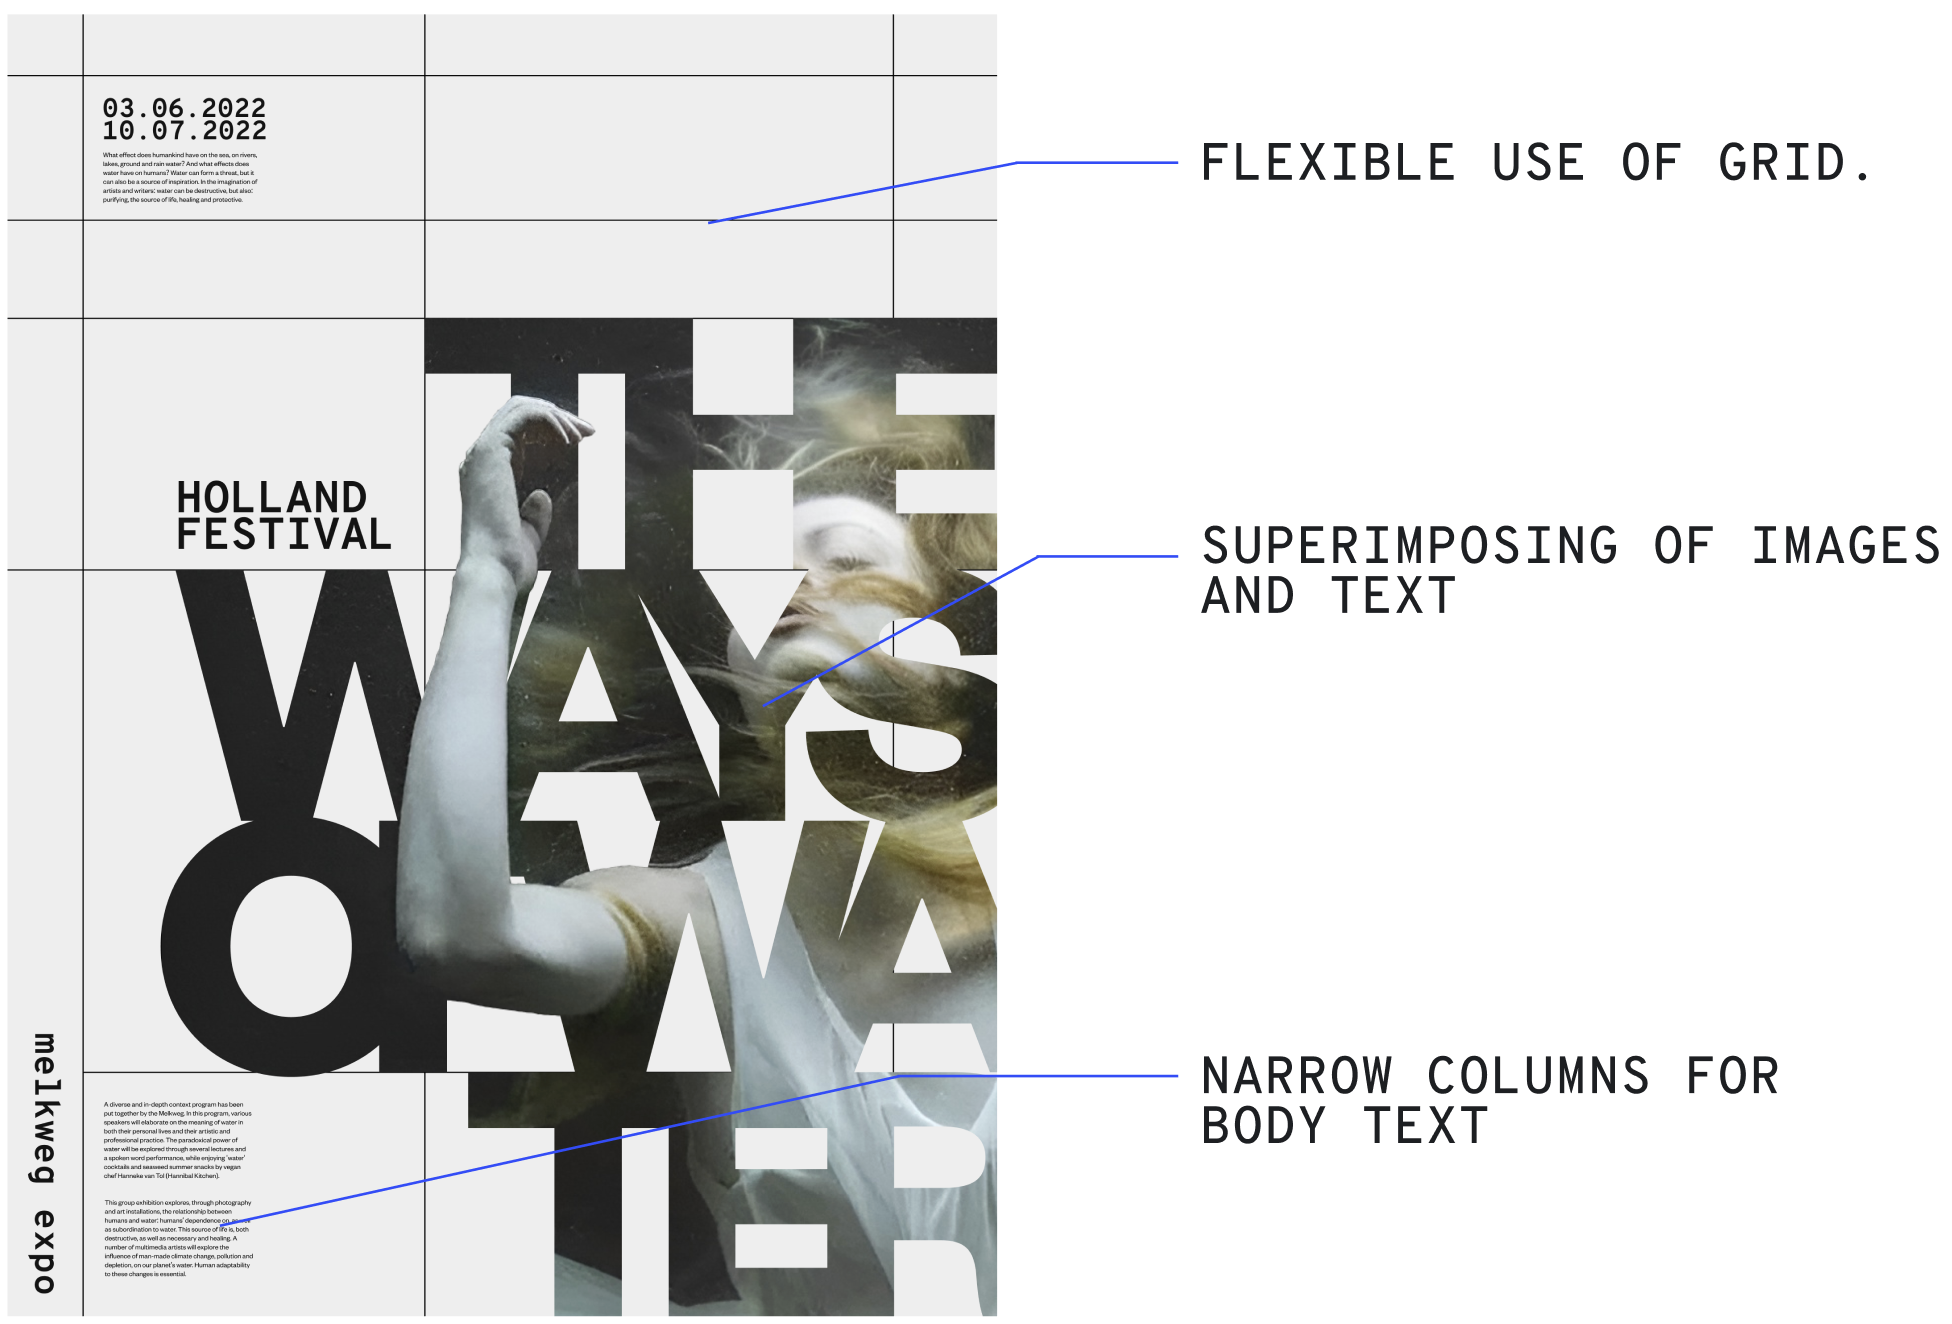 03.06.2022
10.07.2022
What effect does humankind have on the sea, on rivers,
lakes, ground and rain water? And what effects does
water have on humans? Water can form a threat, but it
can also be a source of inspiration. In the imagination of
artists and writers: water can be destructive, but also:
purifying, the source of life, healing and protective.
FLEXIBLE USE OF GRID.
HOLLAND
FESTIVAL
THE
WAYS
a WA
TER
SUPERIMPOSING OF IMAGES
AND TEXT
melkweg expo
A diverse and in-depth context program has been
put together by the Melkweg. In this program, various
speakers will elaborate on the meaning of water in
both their personal lives and their artistic and
professional practice. The paradoxical power of
water will be explored through several lectures and
a spoken word performance, while enjoying 'water'
cocktails and seaweed summer snacks by vegan
chef Hanneke van Tol (Hannibal Kitchen).
This group exhibition explores, through photography
and art installations, the relationship between
humans and water: humans' dependence on, as well
as subordination to water. This source of life is, both
destructive, as well as necessary and healing. A
number of multimedia artists will explore the
influence of man-made climate change, pollution and
depletion, on our planet's water. Human adaptability
to these changes is essential.
NARROW COLUMNS FOR
BODY TEXT